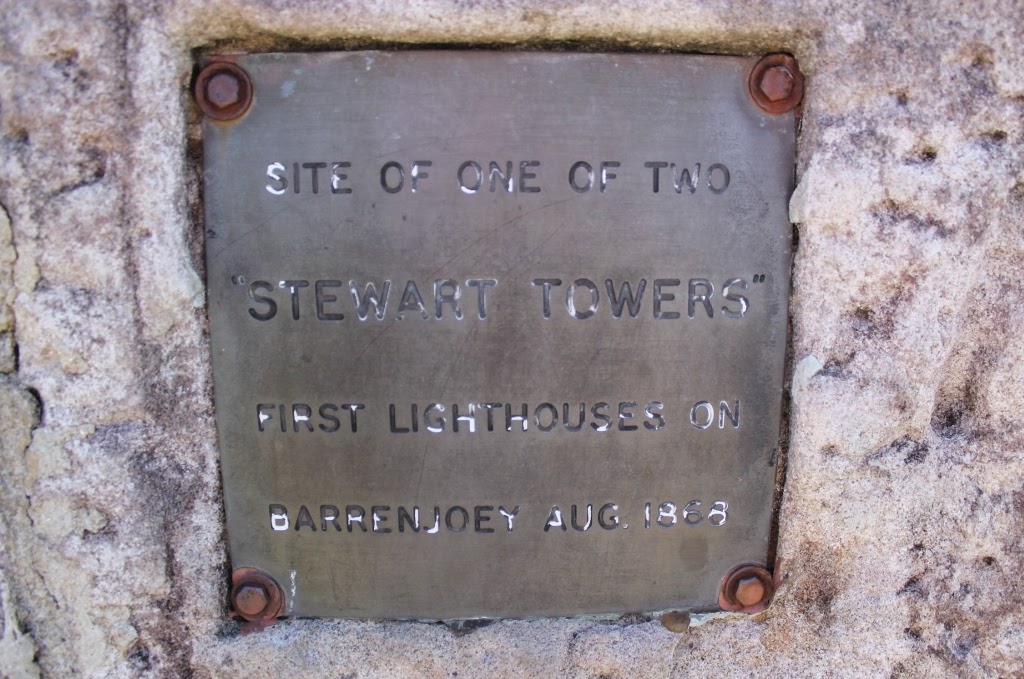 SITE OF ONE OF TWO
"STEWART TOWERS"
FIRST LIGHTHOUSES ON
BARRENJOEY AUG. 1868